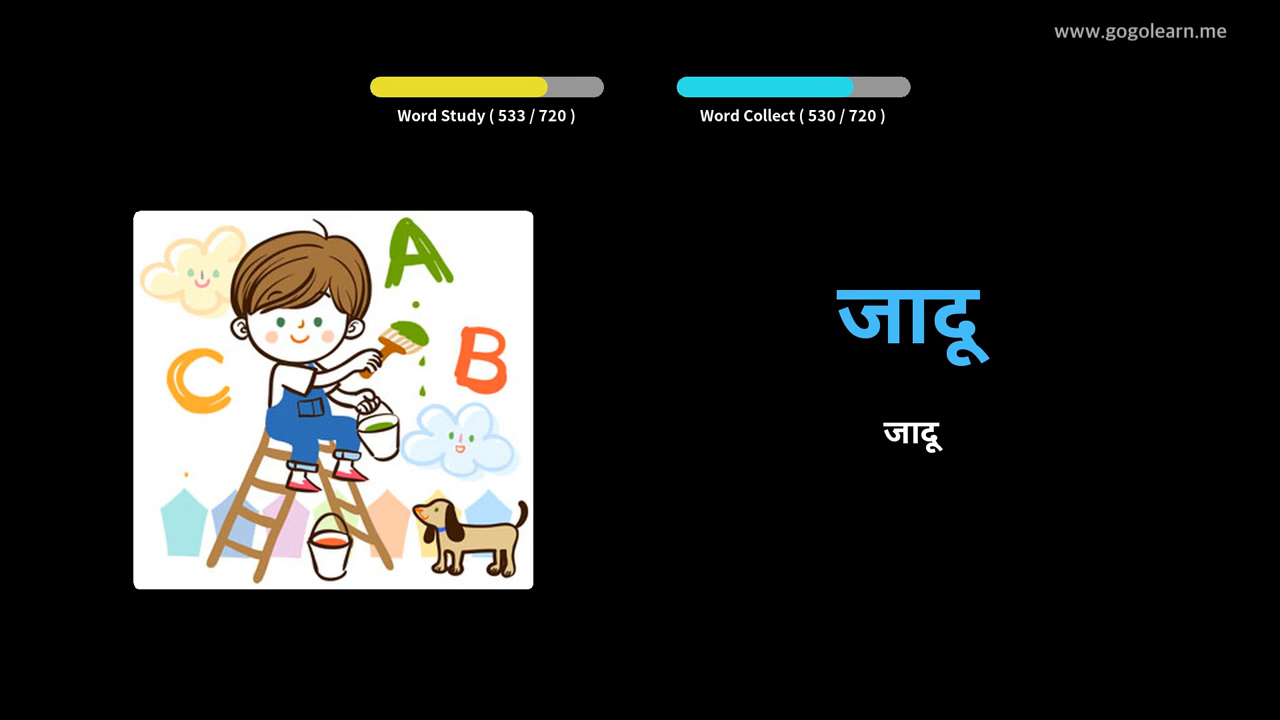 www.gogolearn.me
Word Study ( 533 / 720 )
Word Collect ( 530 / 720 )
A
B
C
जादू
जादू